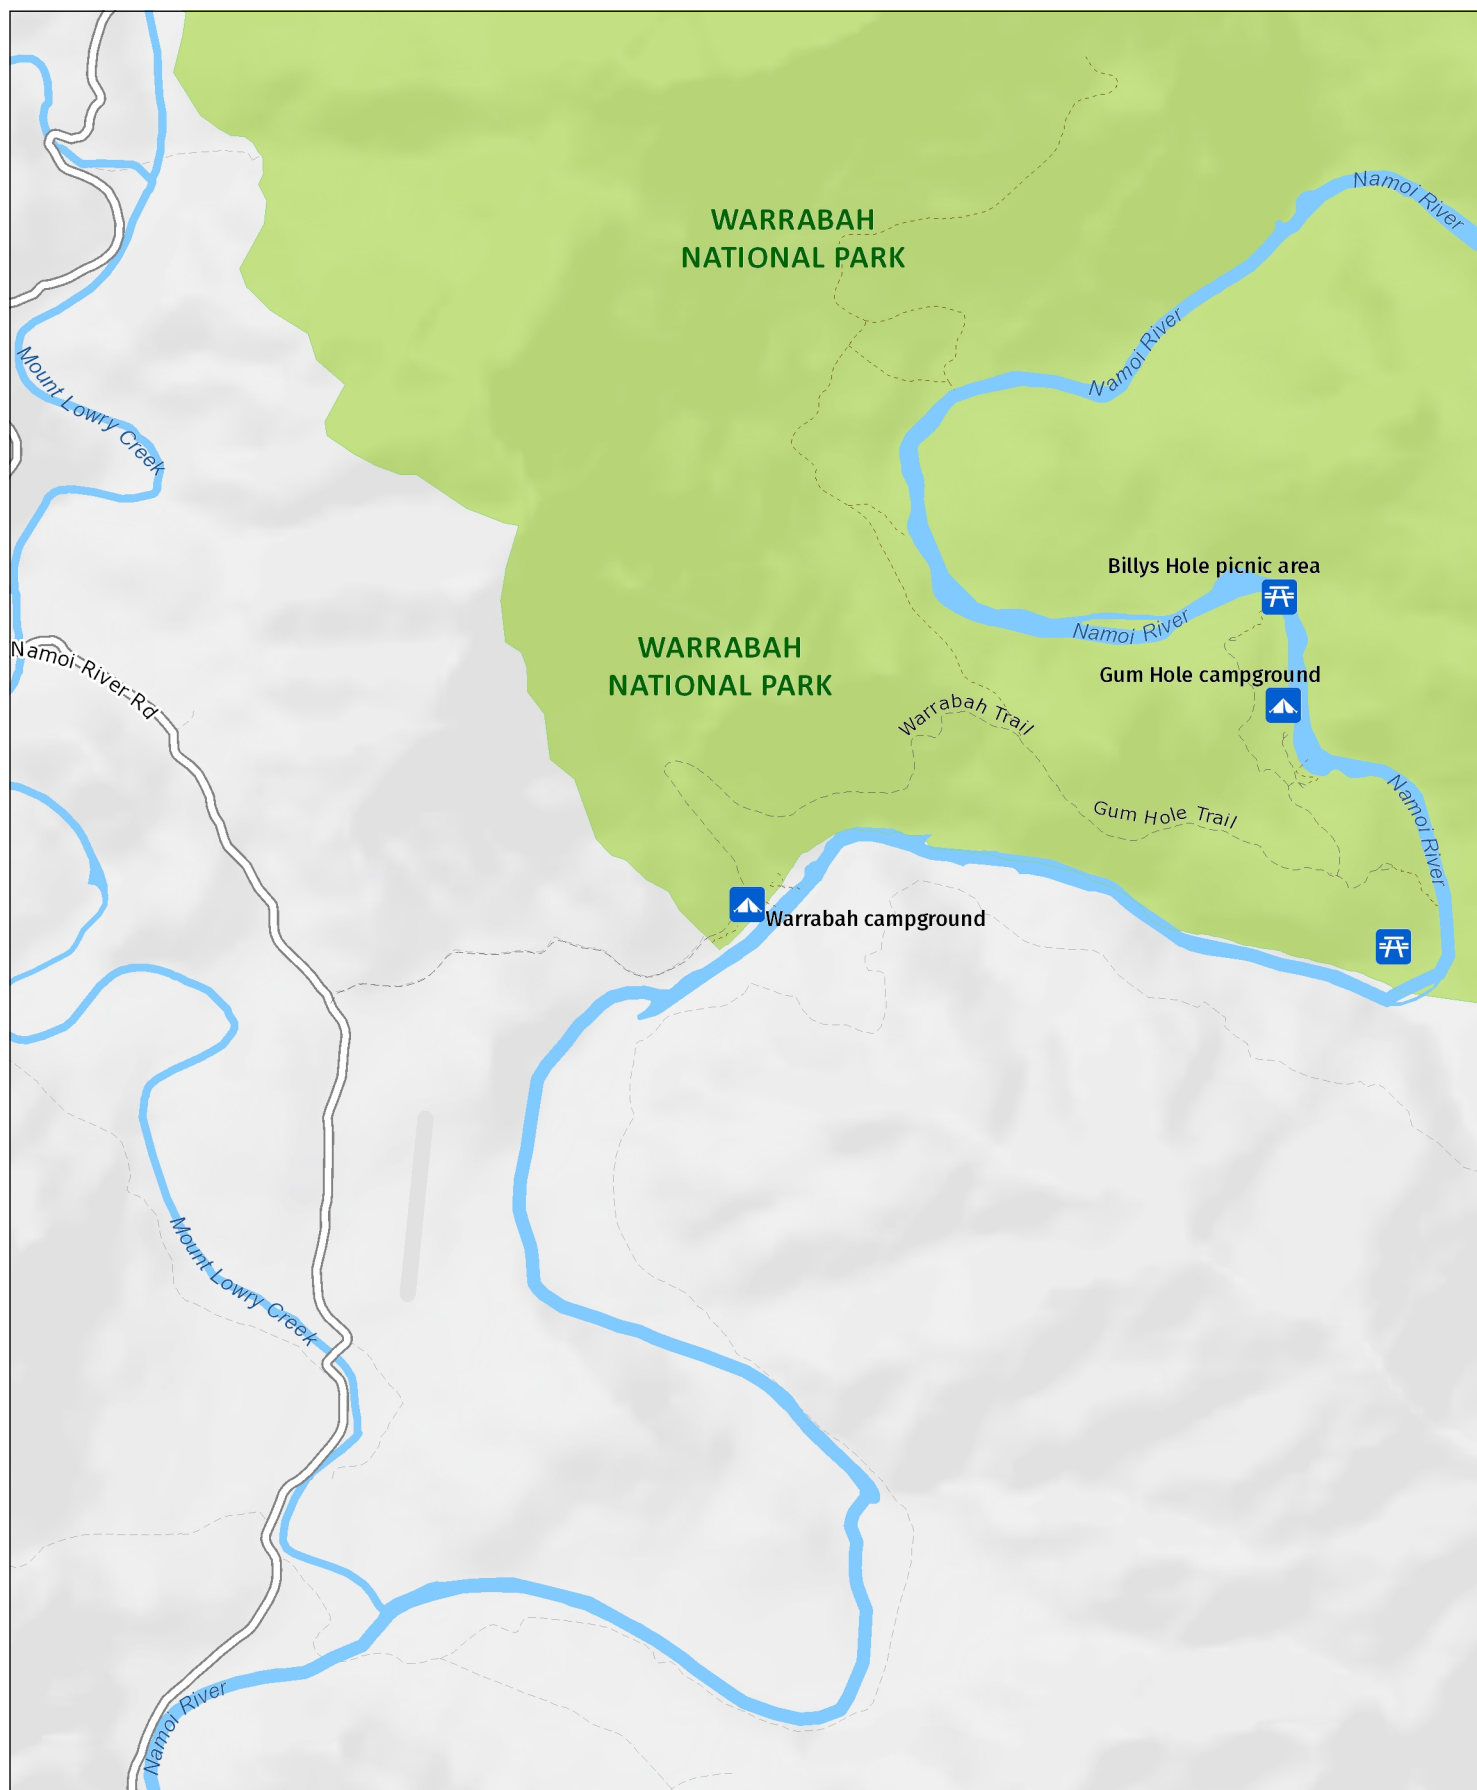 Namoi River
WARRABAH
NATIONAL PARK
Namoi River
Mount Lowry Creek
Billys Hole picnic area
Namoi River
WARRABAH
NATIONAL PARK
Namoi River Rd
Gum Hole campground
Warrabah Trail
Namoi River
Gum Hole Trail
Warrabah campground
Mount Lowry Creek
Namoi River